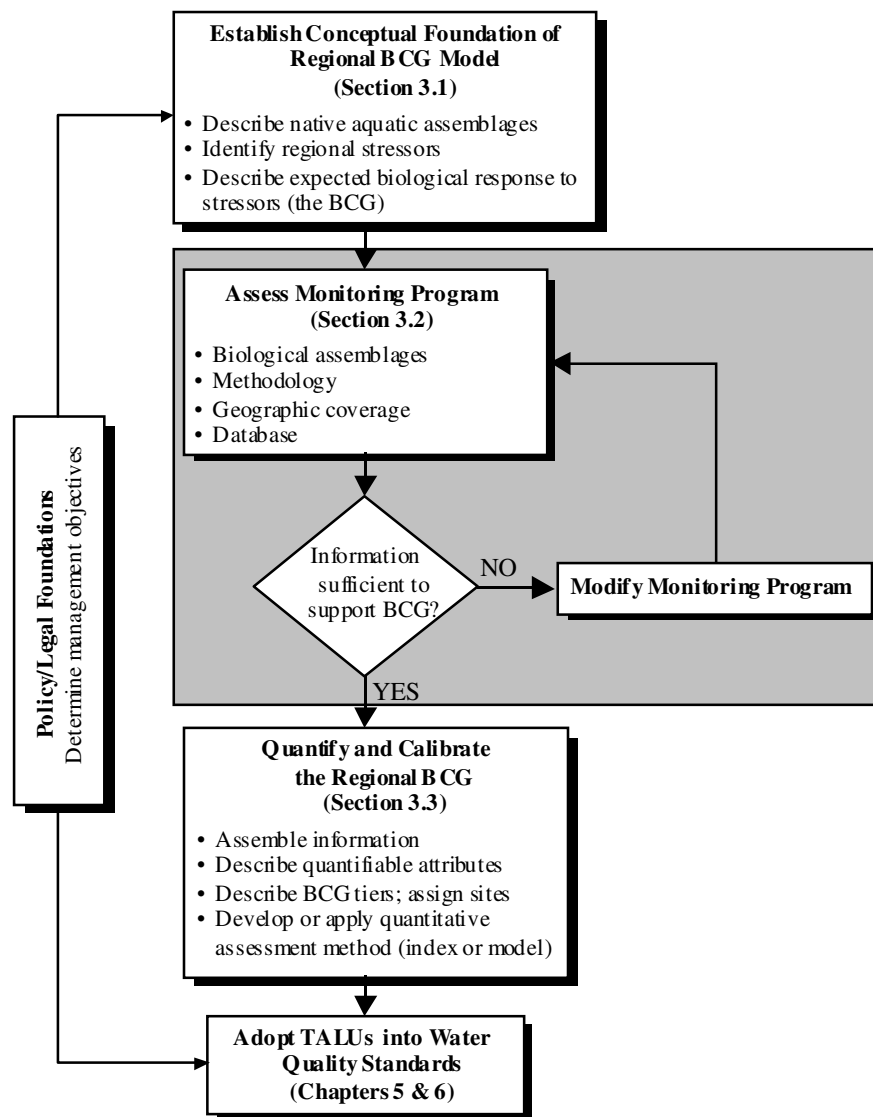 Establish Conceptual Foundation of
Regional BCG Model
(Section 3.1)
• Describe native aquatic assemblages
• Identify regional stressors
• Describe expected biological response to
stressors (the BCG)
Assess Monitoring Program
(Section 3.2)
• Biological assemblages
• Methodology
• Geographic coverage
• Database
Policy/Legal Foundations
Determine management objectives
Information
sufficient to
support BCG?
NO
Modify Monitoring Program
YES
Quantify and Calibrate
the Regional BCG
(Section 3.3)
• Assemble information
• Describe quantifiable attributes
• Describe BCG tiers; assign sites
• Develop or apply quantitative
assessment method (index or model)
Adopt TALUs into Water
Quality Standards
(Chapters 5 & 6)